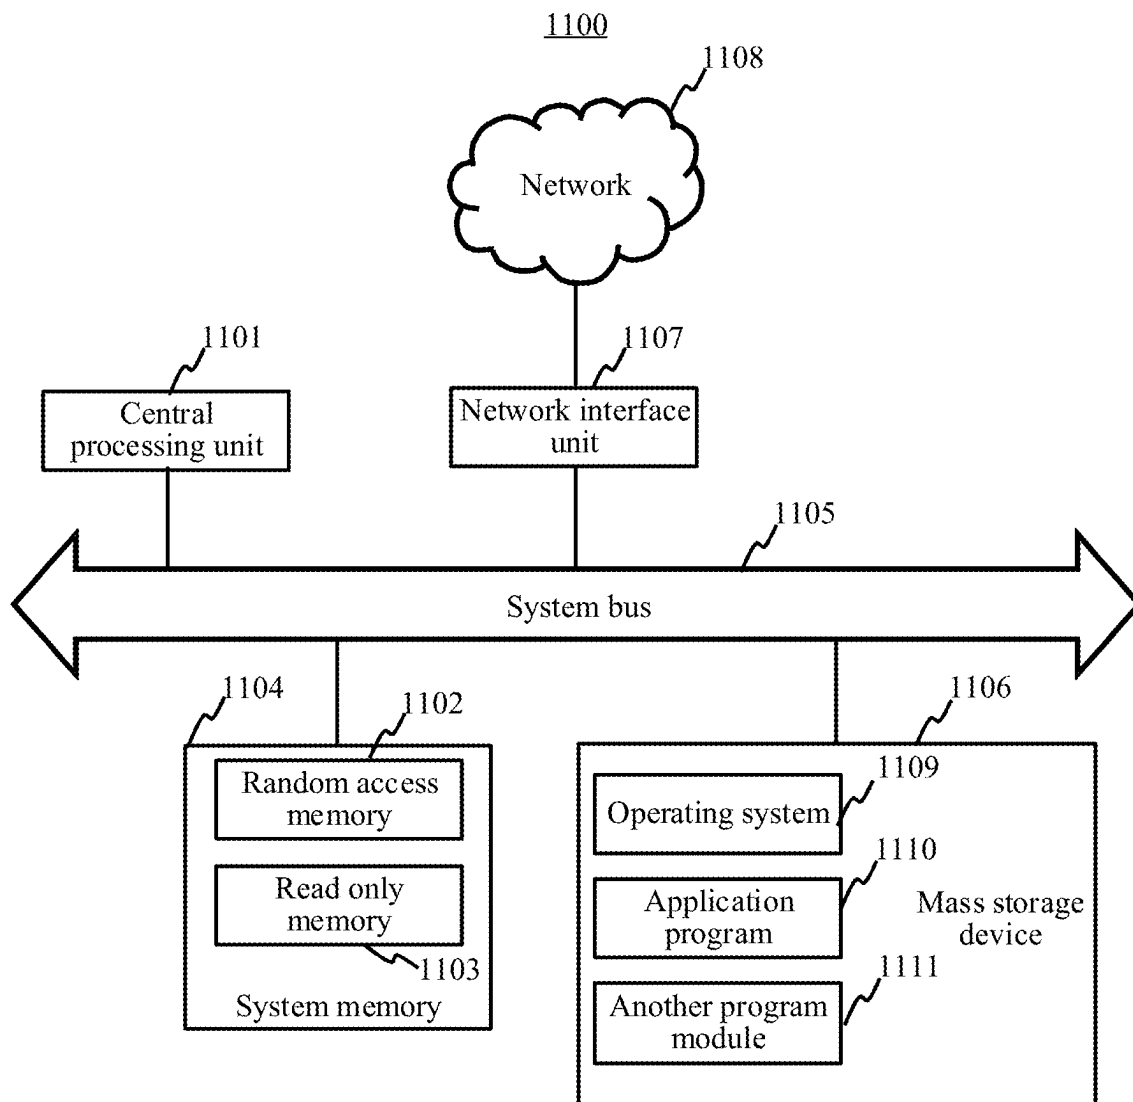 1100
1108
Network
1101
1107
Central
processing unit
Network interface
unit
1105
System bus
1104
1102
1106
Random access
memory
1109
Operating system
Read only
memory
1110
Application
program
Mass storage
device
1103
System memory
1111
Another program
module